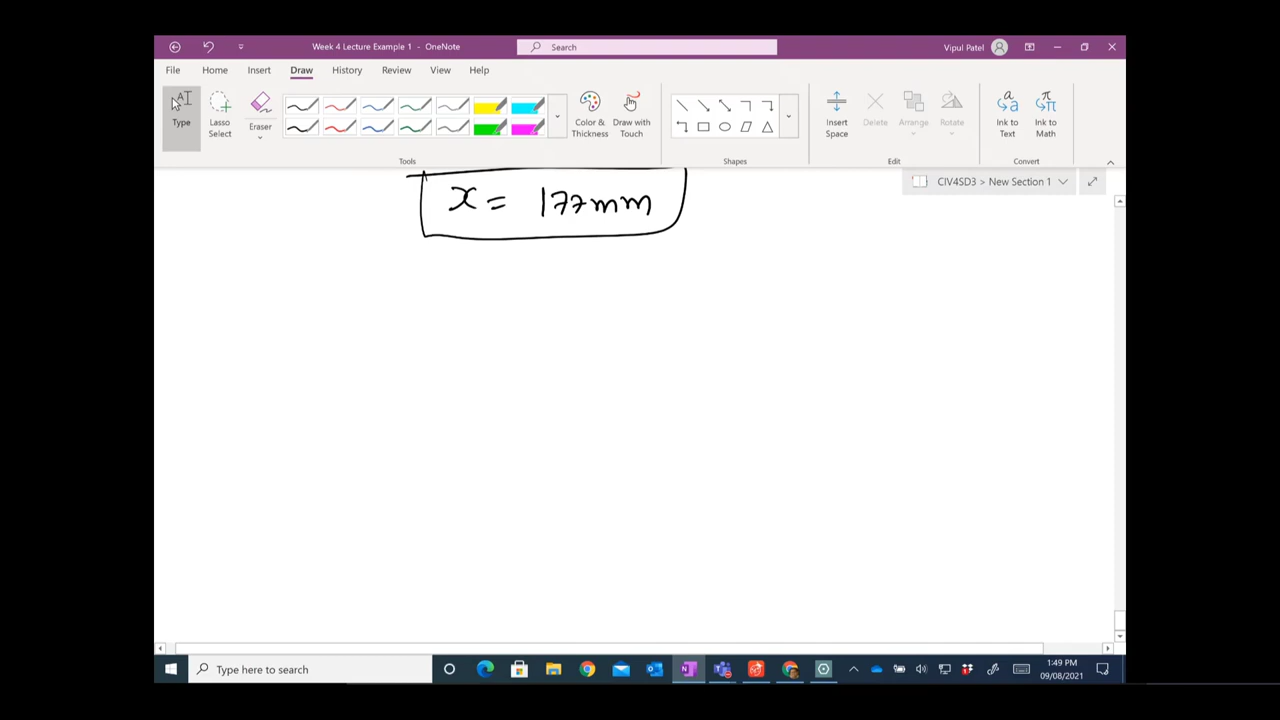 Week 4 Lecture Example 1 - OneNote
Search
Vipul Patel
File Home Insert Draw History Review View Help
Type
Lasso Select
Eraser
Color & Thickness
Draw with Touch
Insert Space
Delete
Arrange
Rotate
Ink to Text
Ink to Math
Tools
Shapes
Edit
Convert
CIV4SD3 > New Section 1
x = 177mm
Type here to search
1:49 PM
09/08/2021